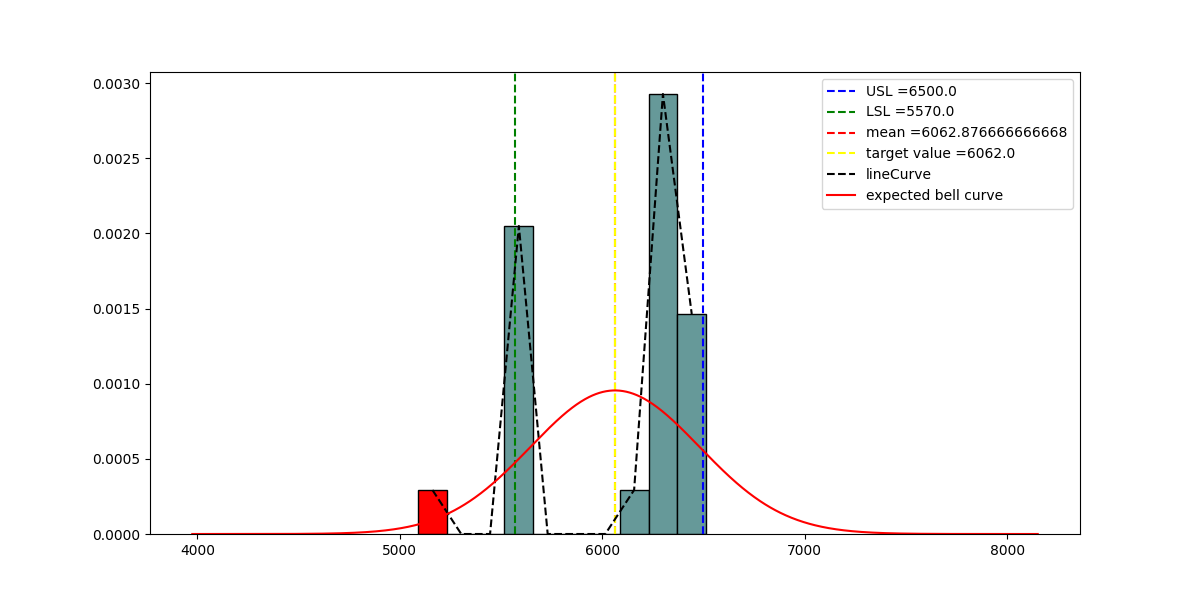 0.0030
0.0025
0.0020
0.0015
0.0010
0.0005
0.0000
4000
5000
6000
7000
8000
USL =6500.0
LSL =5570.0
mean =6062.876666666668
target value =6062.0
lineCurve
expected bell curve